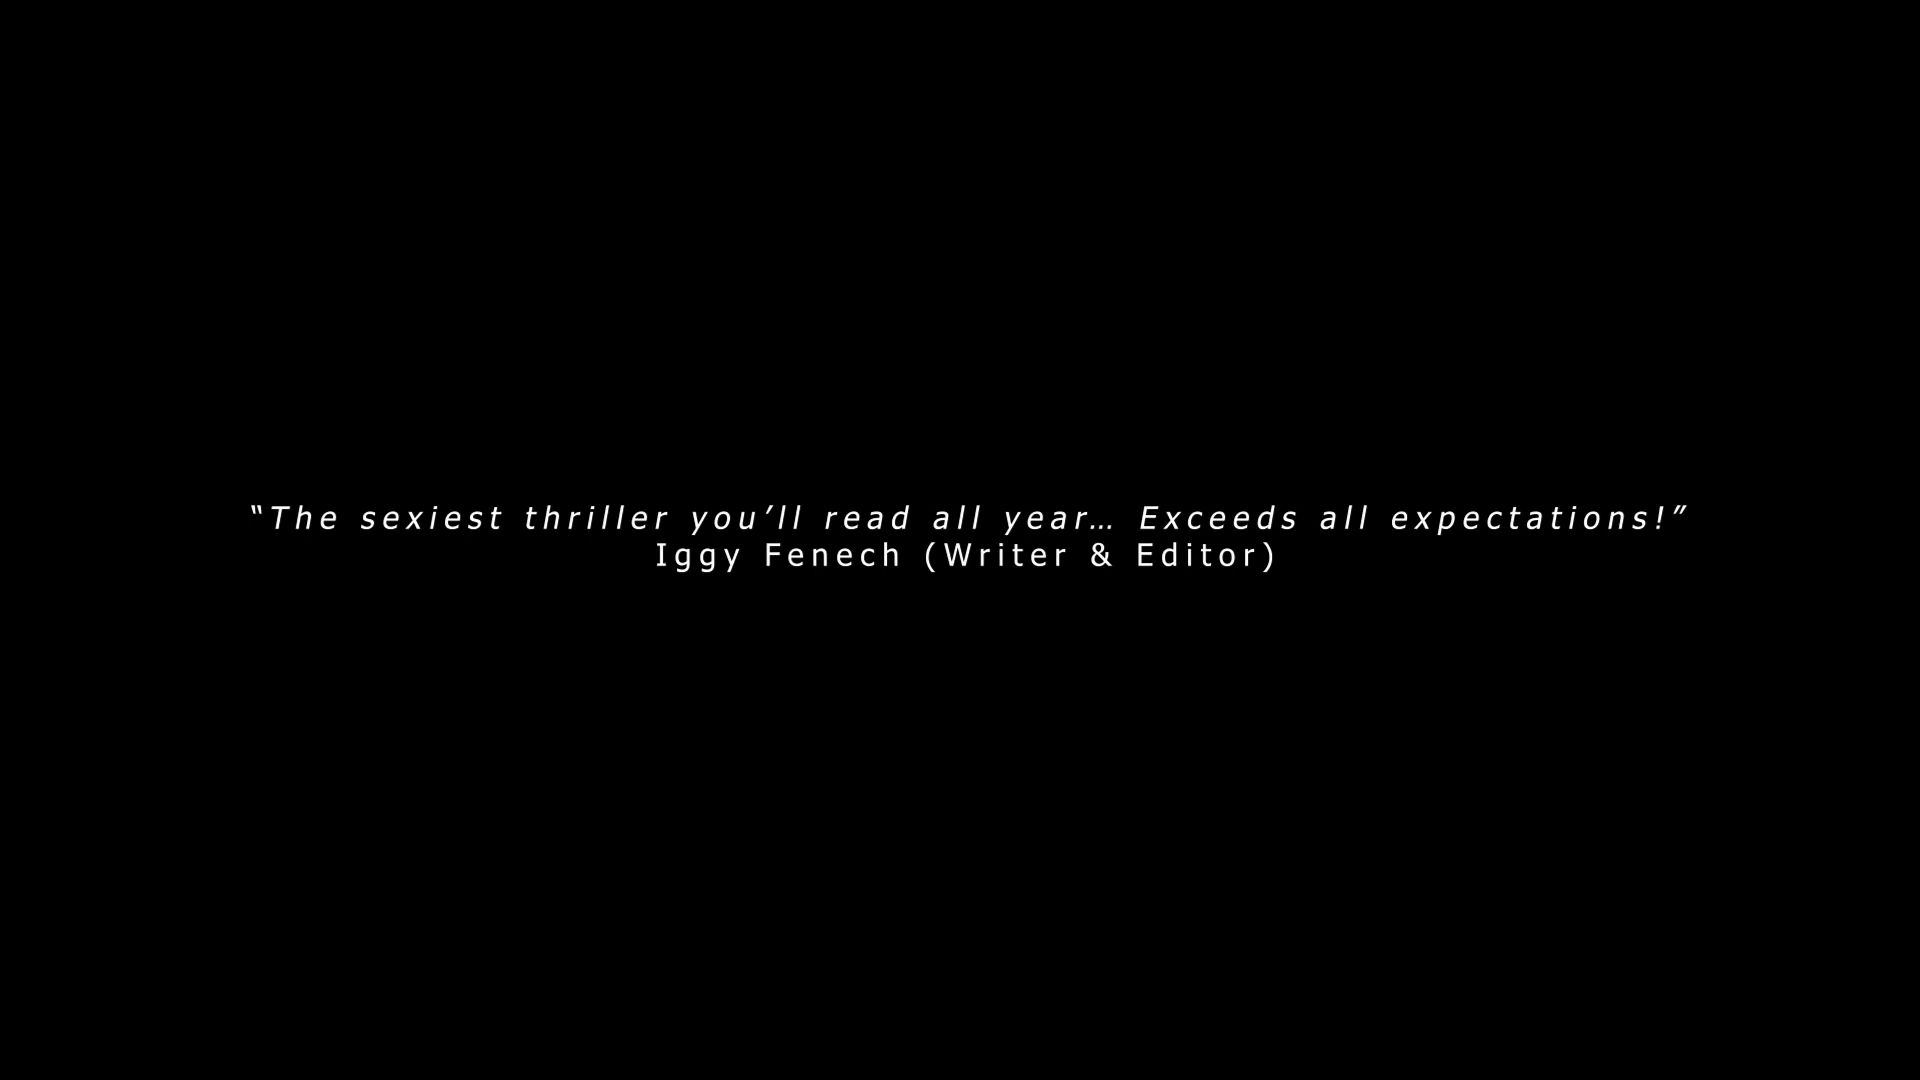 “The sexiest thriller you’ll read all year… Exceeds all expectations!”
Iggy Fenech (Writer & Editor)